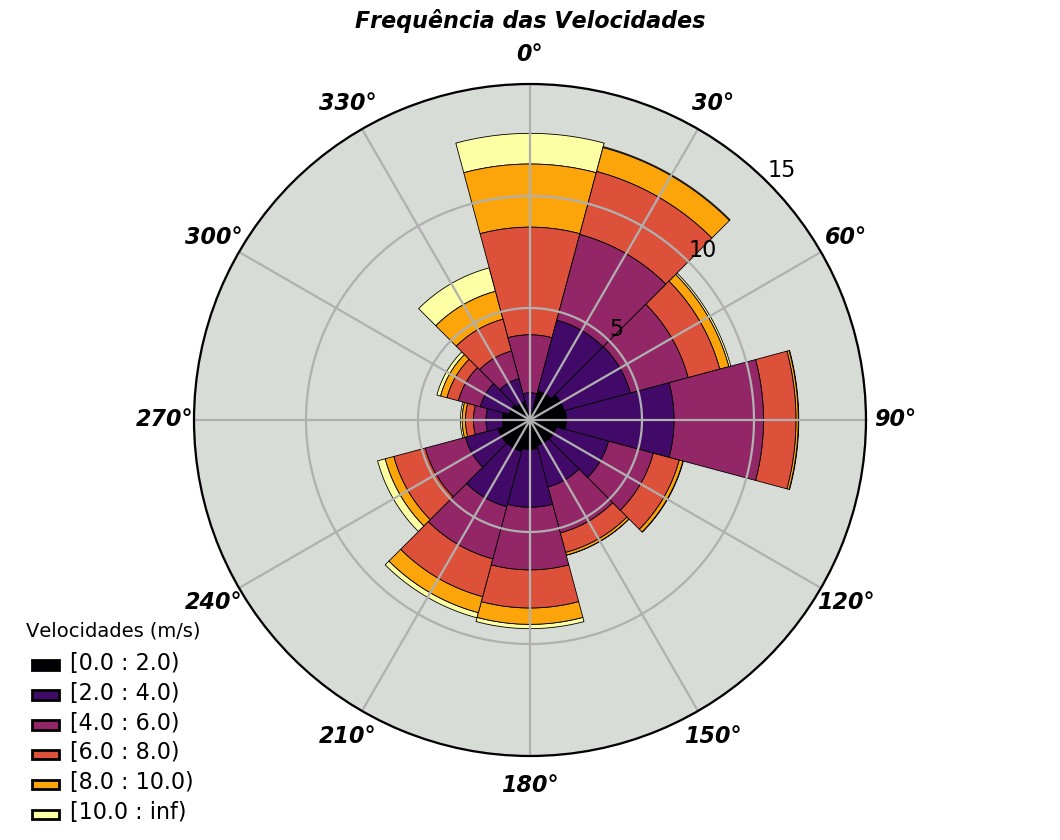 Frequência das Velocidades
0°
330°
30°
15
300°
60°
10
5
270°
90°
240°
120°
210°
150°
180°
Velocidades (m/s)
[0.0 : 2.0)
[2.0 : 4.0)
[4.0 : 6.0)
[6.0 : 8.0)
[8.0 : 10.0)
[10.0 : inf)